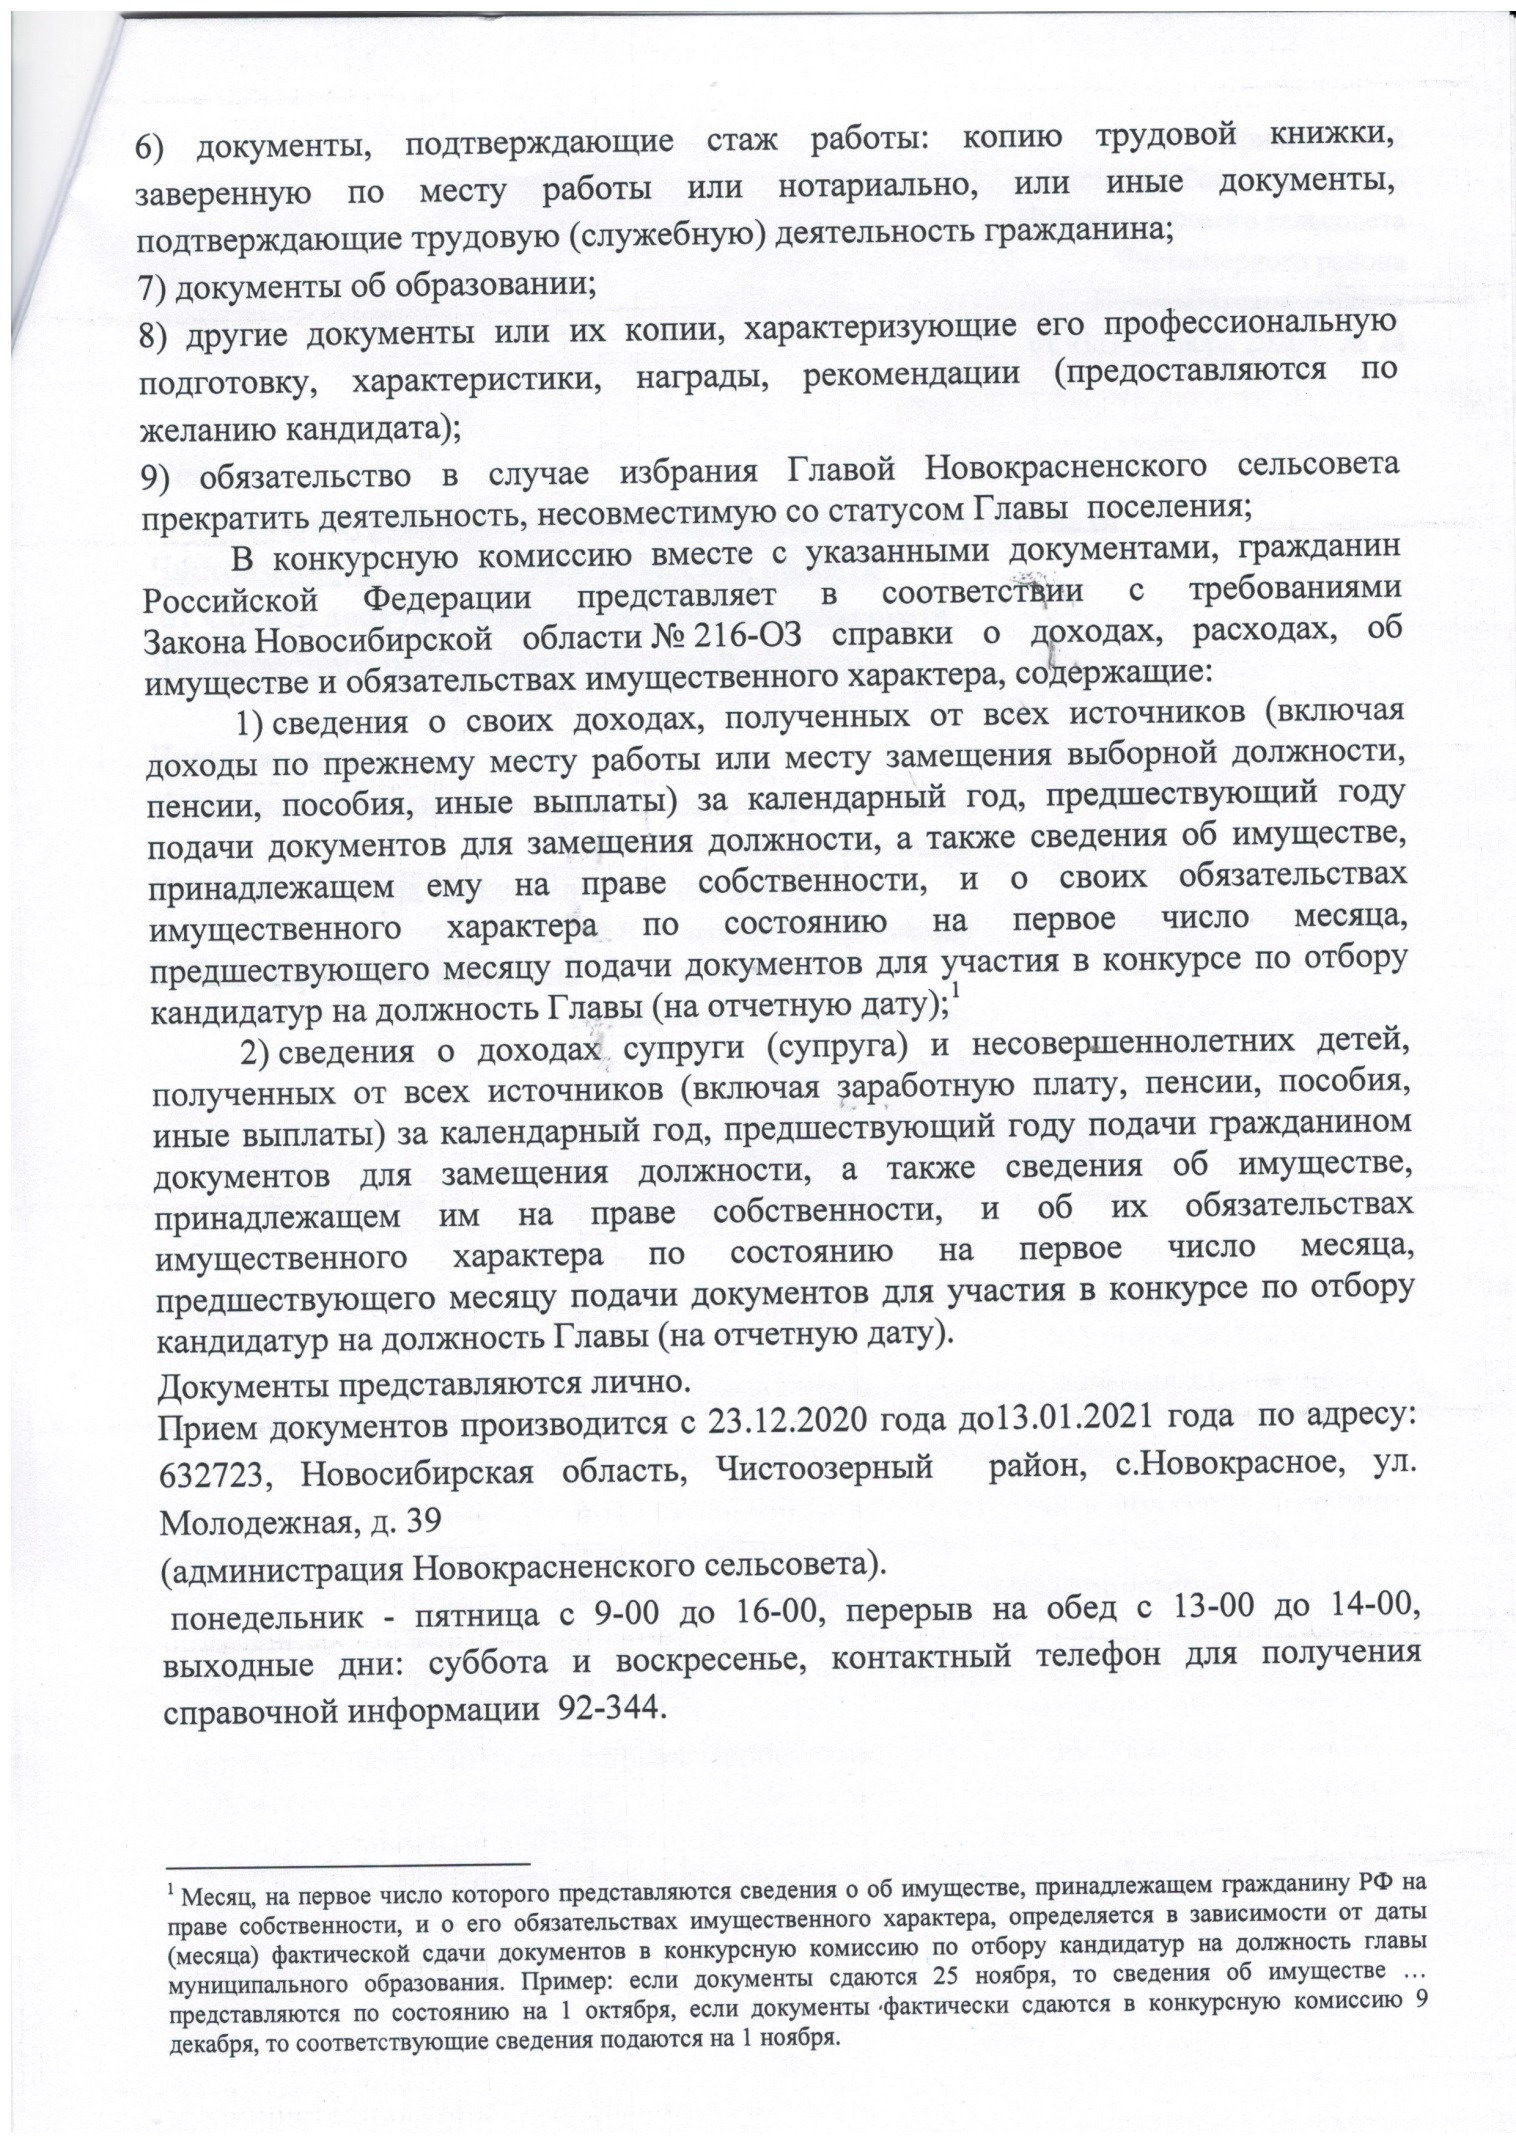 6) документы, подтверждающие стаж работы: копию трудовой книжки,
заверенную по месту работы или нотариально, или иные документы,
подтверждающие трудовую (служебную) деятельность гражданина;
7) документы об образовании;
8) другие документы или их копии, характеризующие его профессиональную
подготовку, характеристики, награды, рекомендации (предоставляются по
желанию кандидата);
9) обязательство в случае избрания Главой Новокрасненского сельсовета
прекратить деятельность, несовместимую со статусом Главы поселения;
В конкурсную комиссию вместе с указанными документами, гражданин
Российской Федерации представляет в соответствии с требованиями
Закона Новосибирской области № 216-ОЗ справки о доходах, расходах, об
имуществе и обязательствах имущественного характера, содержащие:
1) сведения о своих доходах, полученных от всех источников (включая
доходы по прежнему месту работы или месту замещения выборной должности,
пенсии, пособия, иные выплаты) за календарный год, предшествующий году
подачи документов для замещения должности, а также сведения об имуществе,
принадлежащем ему на праве собственности, и о своих обязательствах
имущественного характера по состоянию на первое число месяца,
предшествующего месяцу подачи документов для участия в конкурсе по отбору
кандидатур на должность Главы (на отчетную дату);1
2) сведения о доходах супруги (супруга) и несовершеннолетних детей,
полученных от всех источников (включая заработную плату, пенсии, пособия,
иные выплаты) за календарный год, предшествующий году подачи гражданином
документов для замещения должности, а также сведения об имуществе,
принадлежащем им на праве собственности, и об их обязательствах
имущественного характера по состоянию на первое число месяца,
предшествующего месяцу подачи документов для участия в конкурсе по отбору
кандидатур на должность Главы (на отчетную дату).
Документы представляются лично.
Прием документов производится с 23.12.2020 года до13.01.2021 года по адресу:
632723, Новосибирская область, Чистоозерный район, с.Новокрасное, ул.
Молодежная, д. 39
(администрация Новокрасненского сельсовета).
понедельник - пятница с 9-00 до 16-00, перерыв на обед с 13-00 до 14-00,
выходные дни: суббота и воскресенье, контактный телефон для получения
справочной информации 92-344.
1 Месяц, на первое число которого представляются сведения о об имуществе, принадлежащем гражданину РФ на
праве собственности, и о его обязательствах имущественного характера, определяется в зависимости от даты
(месяца) фактической сдачи документов в конкурсную комиссию по отбору кандидатур на должность главы
муниципального образования. Пример: если документы сдаются 25 ноября, то сведения об имуществе …
представляются по состоянию на 1 октября, если документы фактически сдаются в конкурсную комиссию 9
декабря, то соответствующие сведения подаются на 1 ноября.